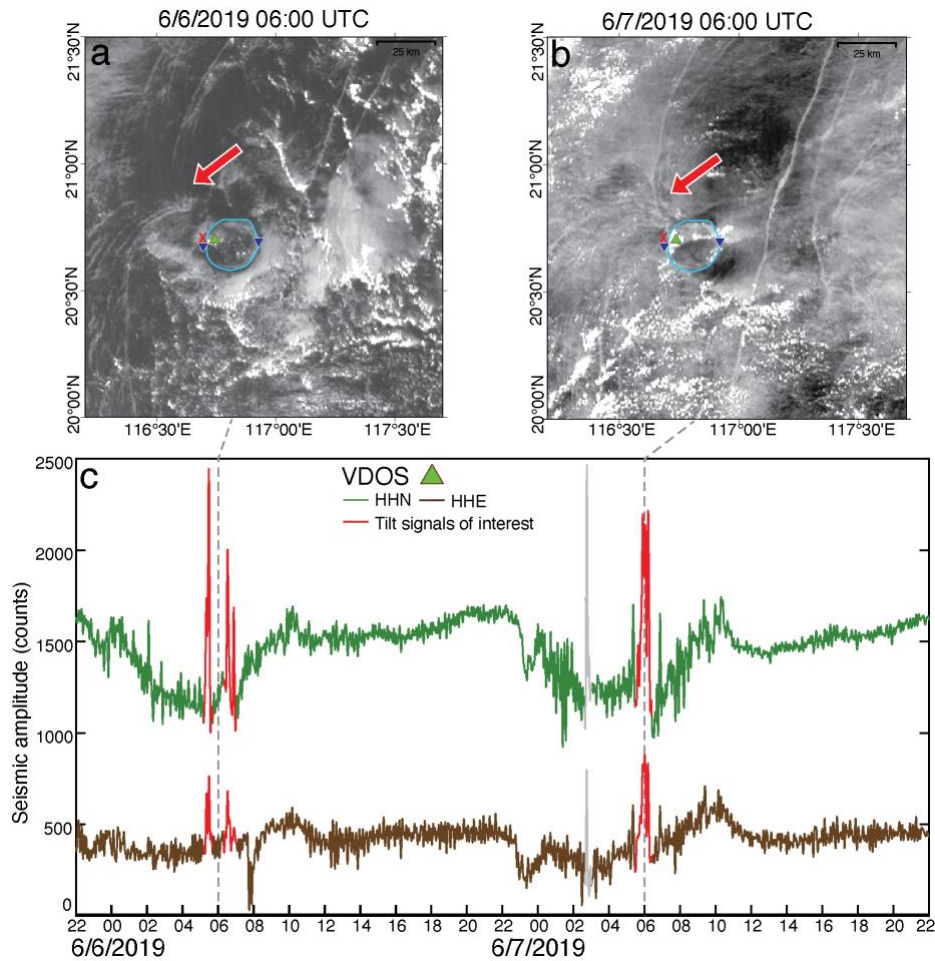 6/6/2019 06:00 UTC
6/7/2019 06:00 UTC
a
25 km
b
25 km
21°30'N
21°00'N
20°30'N
20°00'N
21°30'N
21°00'N
20°30'N
20°00'N
X
X
116°30'E
117°00'E
117°30'E
116°30'E
117°00'E
117°30'E
c
VDOS
HHN
HHE
Tilt signals of interest
Seismic amplitude (counts)
2500
2000
1500
1000
500
0
22 00 02 04 06 08 10 12 14 16 18 20 22 00 02 04 06 08 10 12 14 16 18 20 22
6/6/2019
6/7/2019